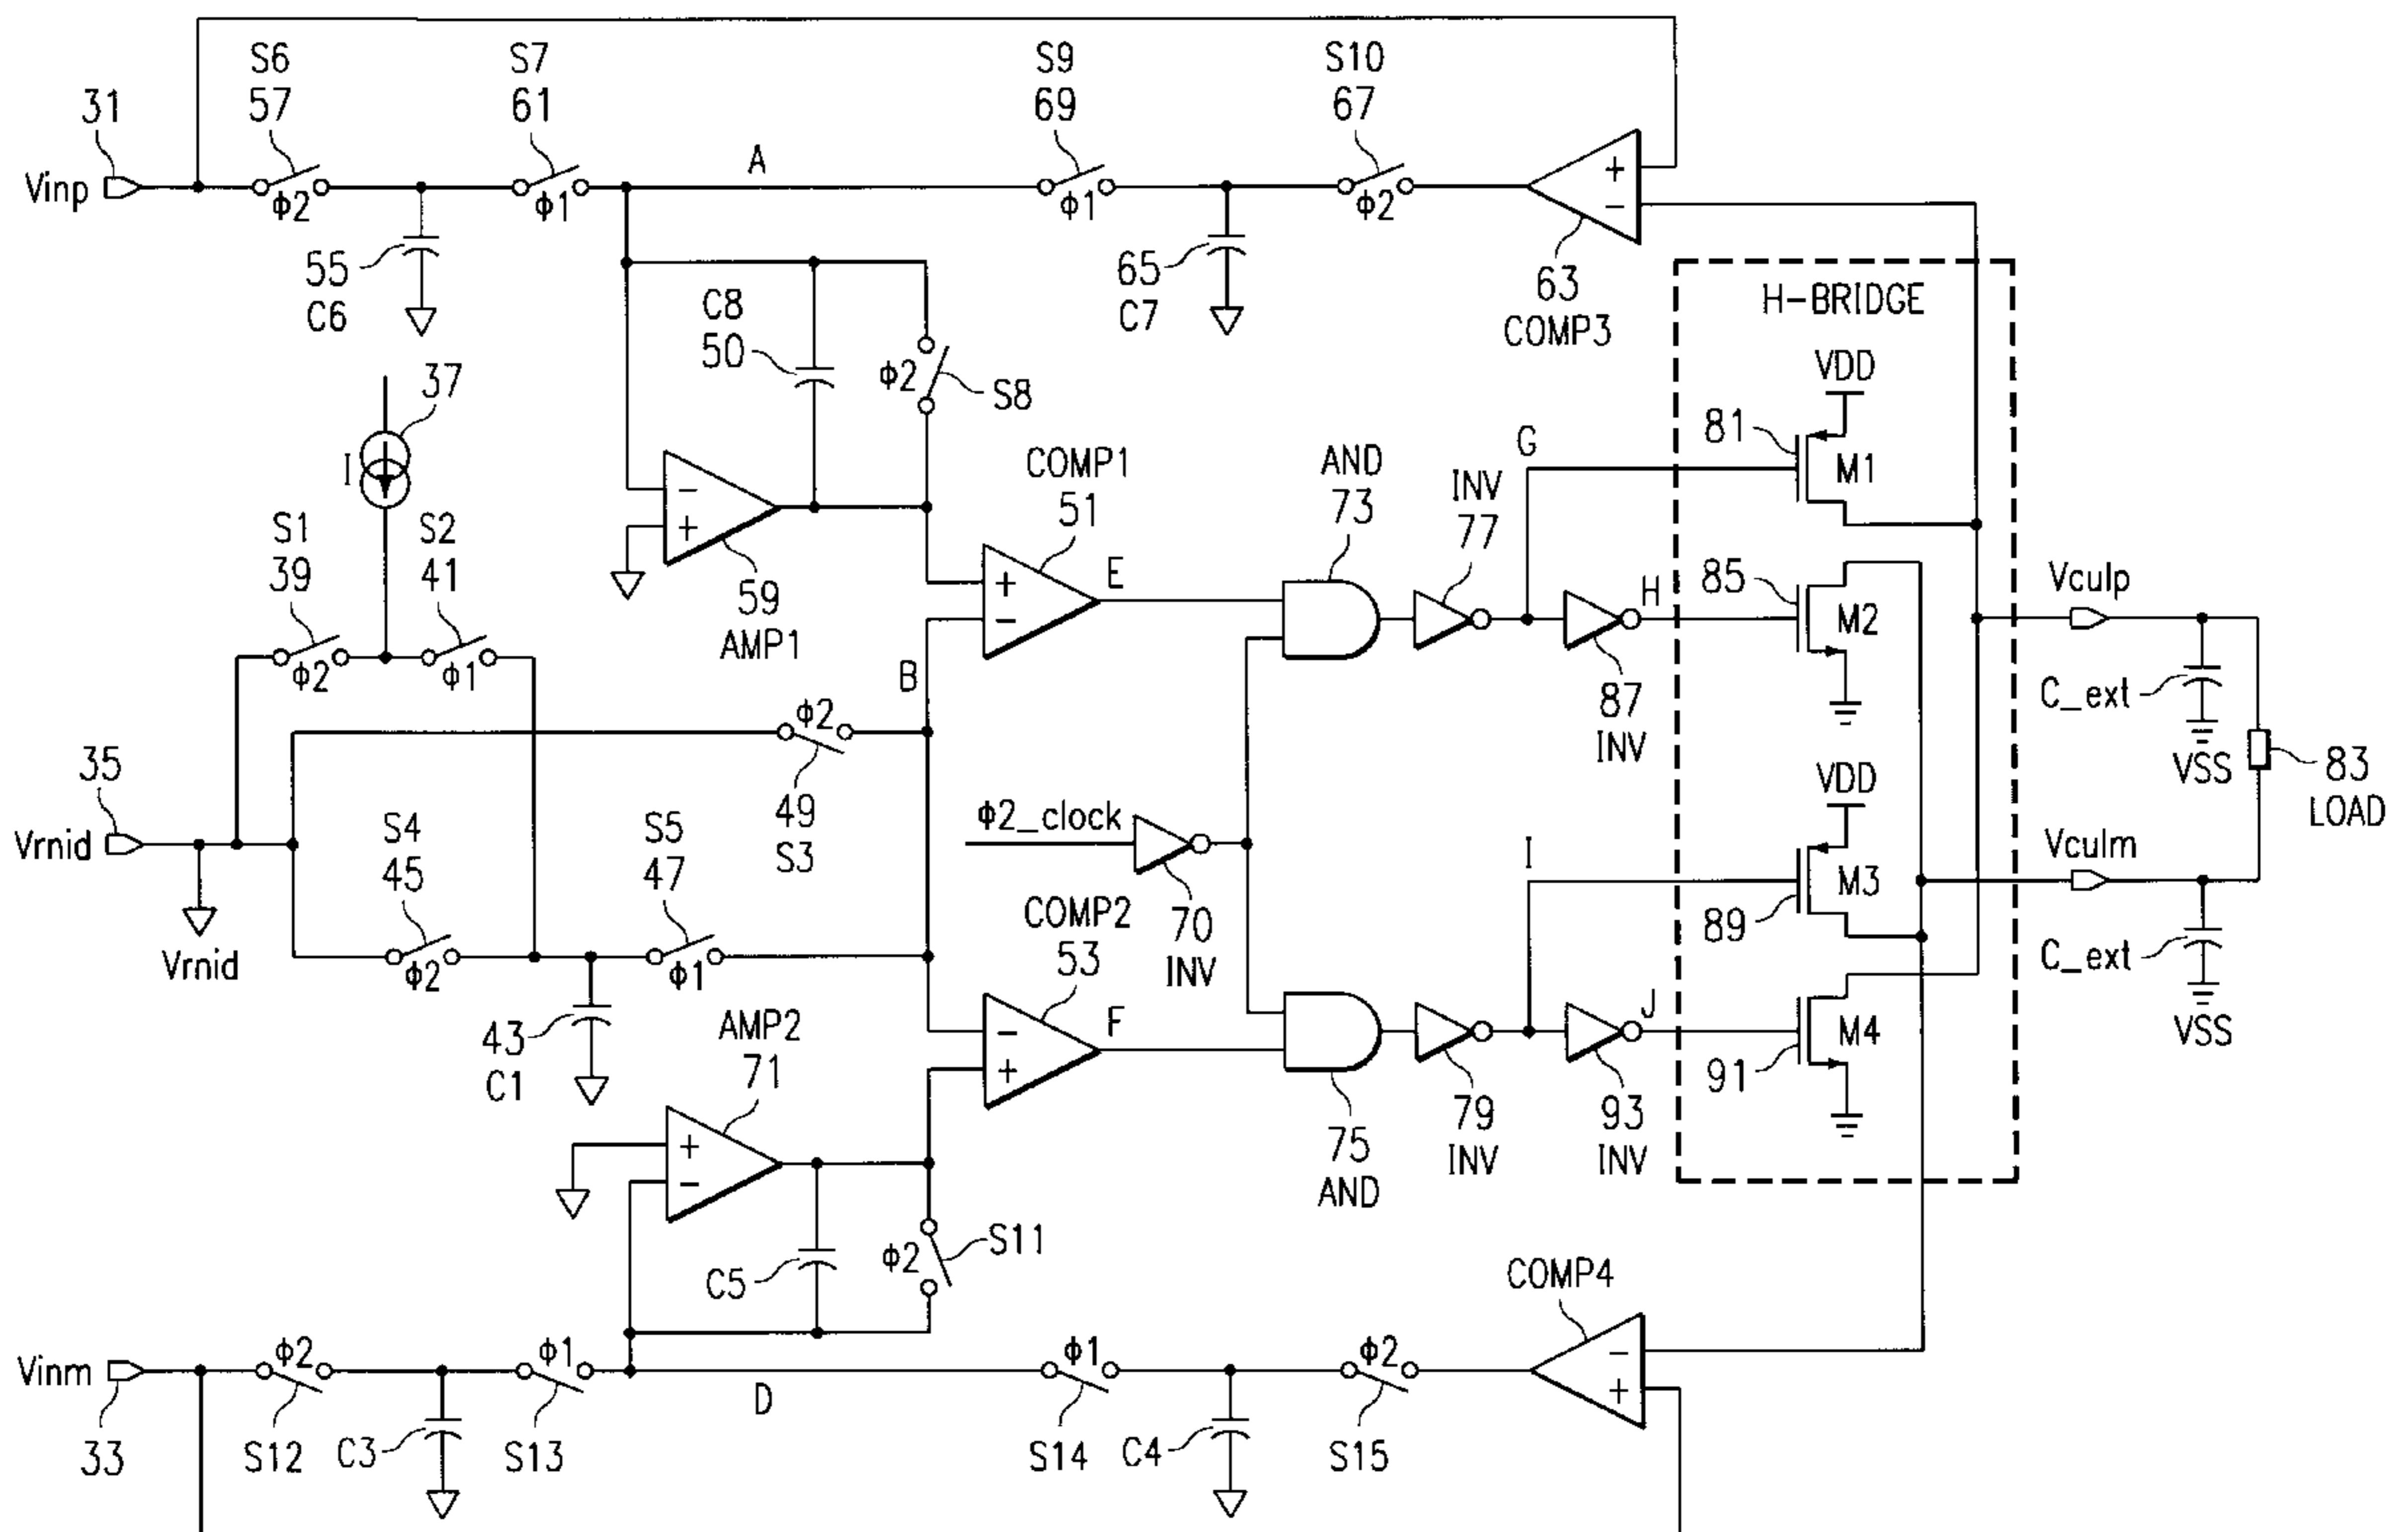 S6
57
S7
61
S9
69
S10
67
31
Vinp
ϕ2
ϕ1
A
ϕ1
ϕ2
+
−
55
C6
C8
50
65
C7
63
COMP3
H-BRIDGE
37
I
ϕ2
S8
VDD
81
M1
G
−
+
59
AMP1
COMP1
51
AND
73
INV
77
S1
39
S2
41
ϕ2
ϕ1
+
−
E
H
85
M2
87
INV
Vculp
C_ext
VSS
B
ϕ2
49
S3
35
Vrnid
Vrnid
S4
45
S5
47
ϕ2
ϕ1
ϕ2_clock
70
INV
VDD
I
89
M3
83
LOAD
Vculm
C_ext
VSS
43
C1
COMP2
53
−
+
F
AMP2
71
+
−
75
AND
79
INV
J
93
INV
91
M4
C5
ϕ2
S11
COMP4
−
+
Vinm
33
ϕ2
S12
C3
ϕ1
S13
D
ϕ1
S14
C4
ϕ2
S15